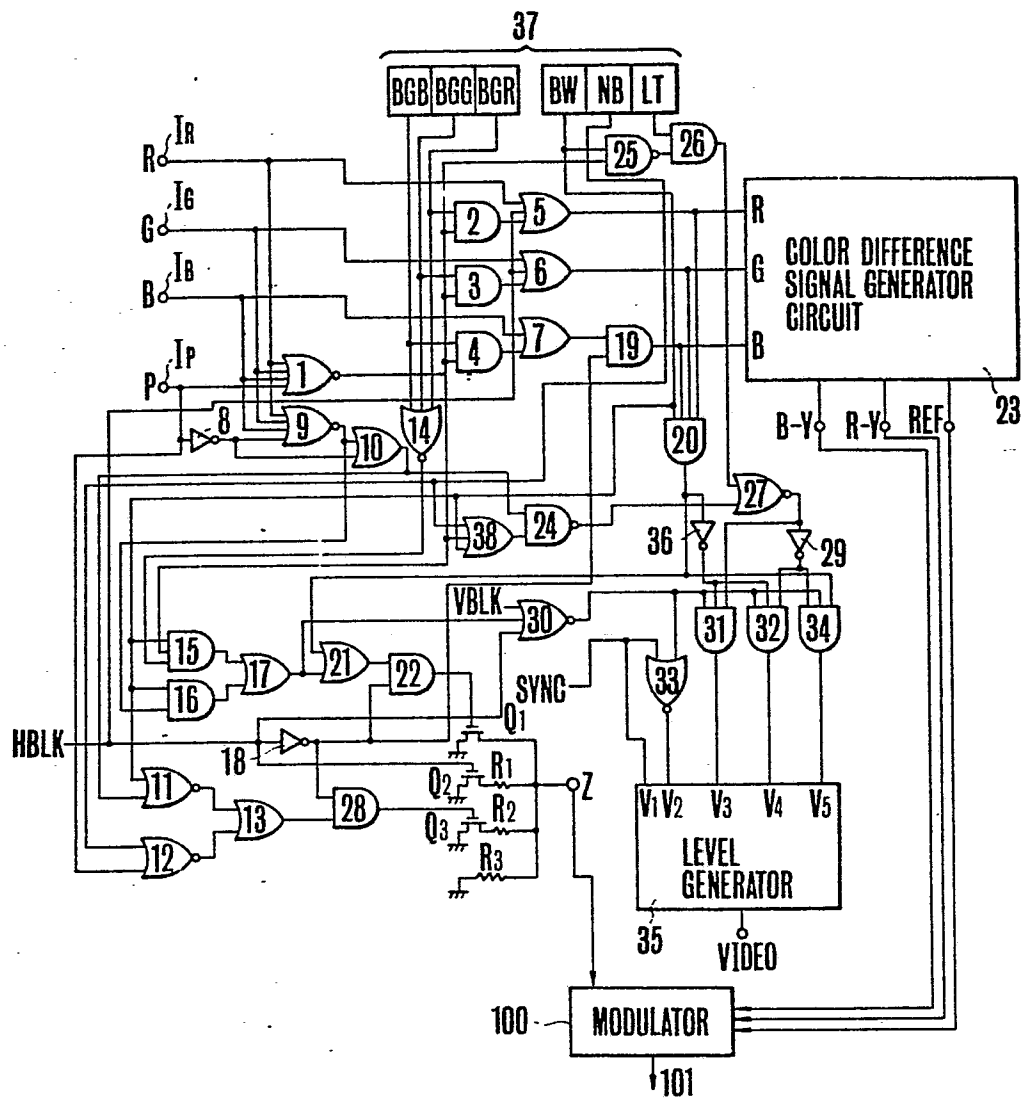 37
BGB BGG BGR BW NB LT
IR
R
25
26
IG
G
2
5
R
COLOR DIFFERENCE
SIGNAL GENERATOR
CIRCUIT
IB
B
3
6
G
4
7
19
B
IP
P
1
23
8
9
10
14
20
B-Y R-Y REF
38
24
27
36
29
VBLK
30
31
32
34
15
17
21
22
SYNC
33
16
Q1
HBLK
18
Q2
R1
Z
V1 V2 V3 V4 V5
11
13
28
Q3
R2
12
R3
LEVEL
GENERATOR
35
VIDEO
100
MODULATOR
101